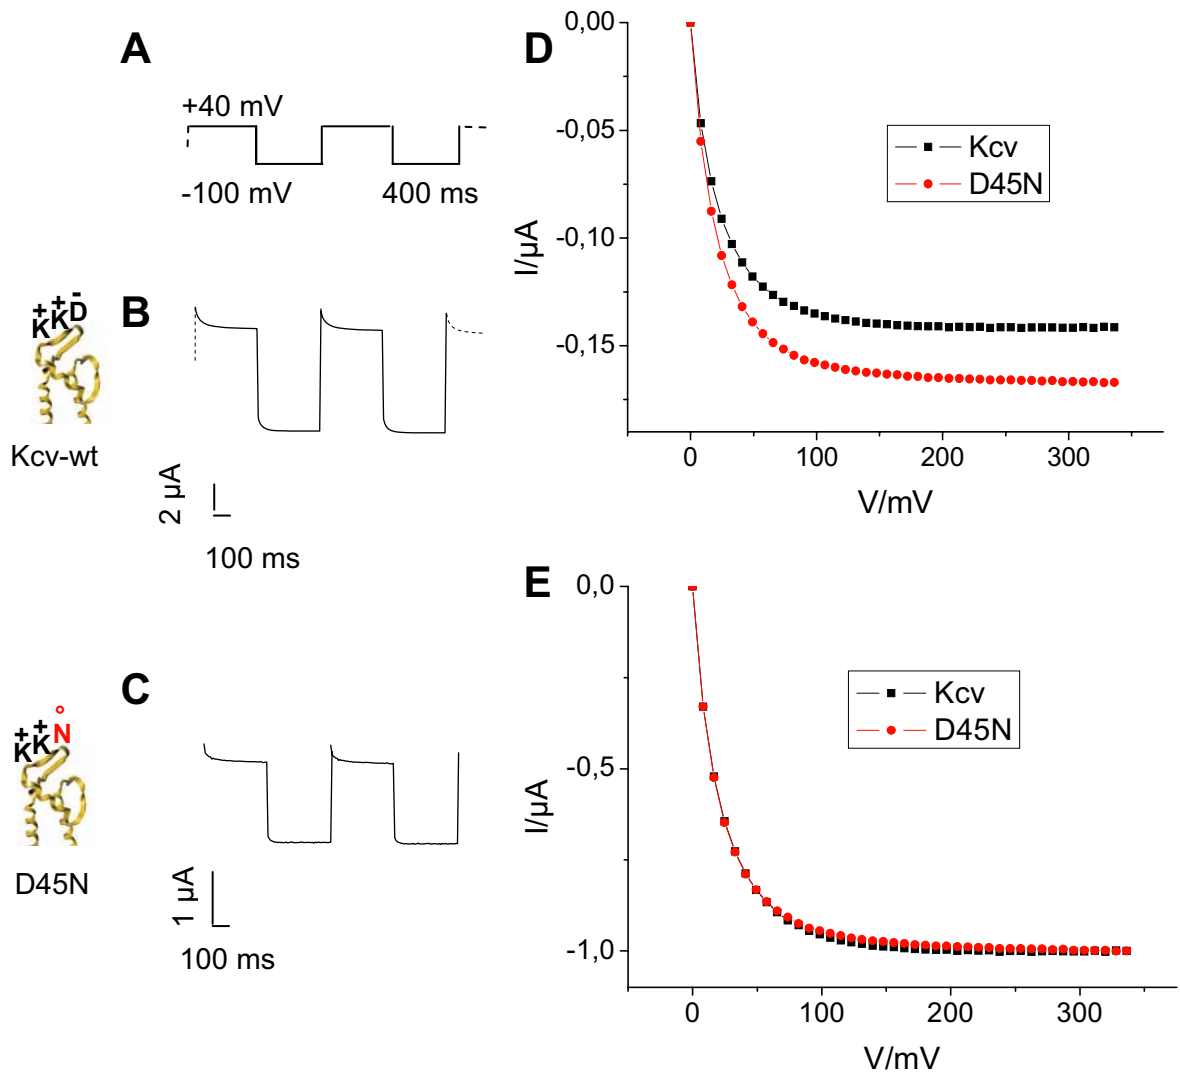 A
+40 mV
-100 mV
400 ms
+ + -
K K D
B
Kcv-wt
2 µA
100 ms
+ + °
K K N
C
D45N
1 µA
100 ms
D
0,00
-0,05
-0,10
-0,15
I/µA
Kcv
D45N
0
100
200
300
V/mV
E
0,0
-0,5
-1,0
I/µA
Kcv
D45N
0
100
200
300
V/mV